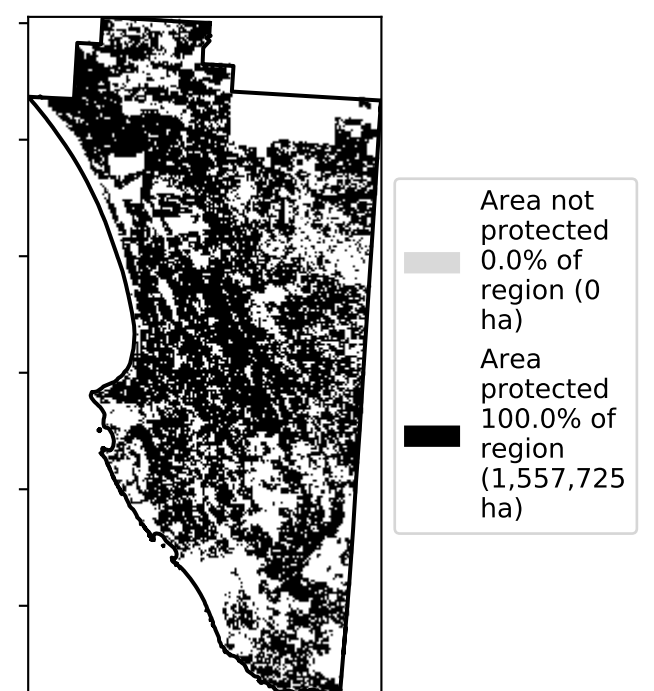 Area not
protected
0.0% of
region (0
ha)
Area
protected
100.0% of
region
(1,557,725
ha)